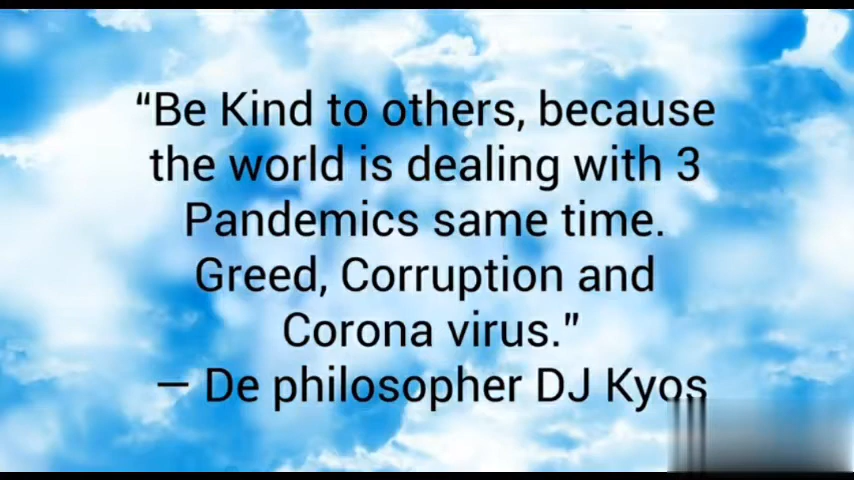 “Be Kind to others, because
the world is dealing with 3
Pandemics same time.
Greed, Corruption and
Corona virus.”
— De philosopher DJ Kyos